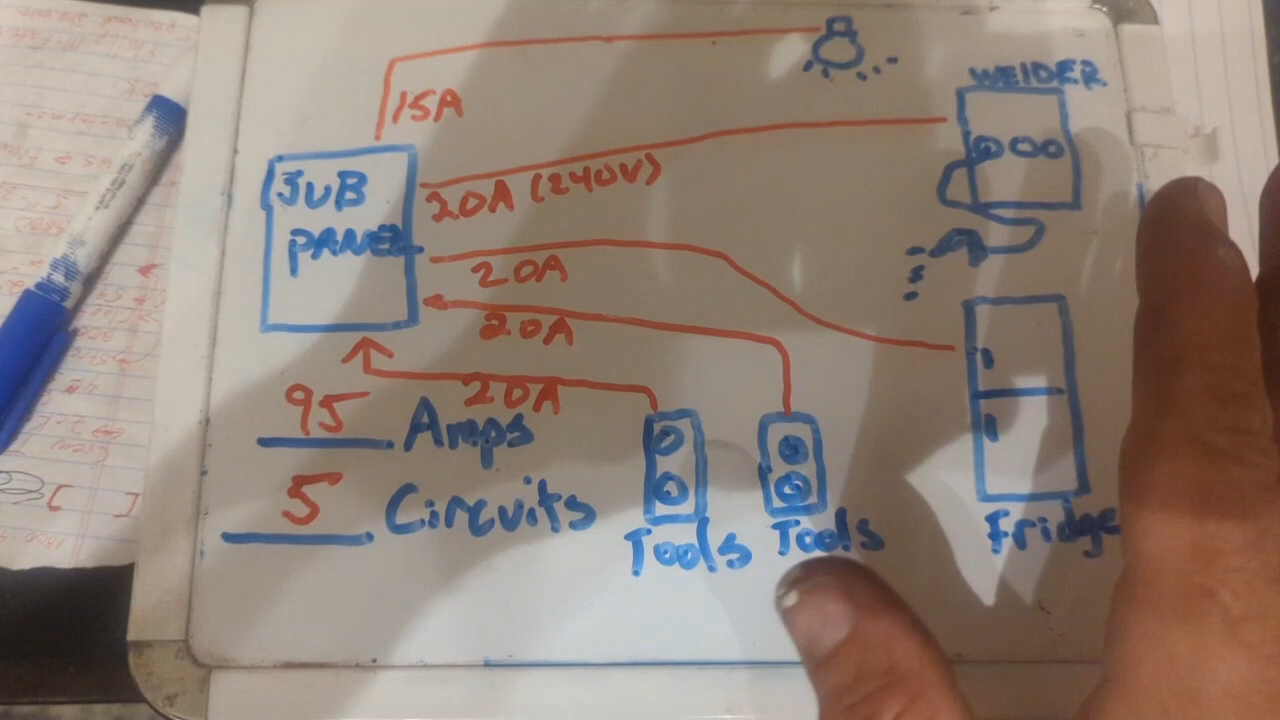 15A
WEIDER
SUB
PANEL
20A (240V)
20A
20A
20A
95 Amps
5 Circuits
Tools
Tools
Fridge